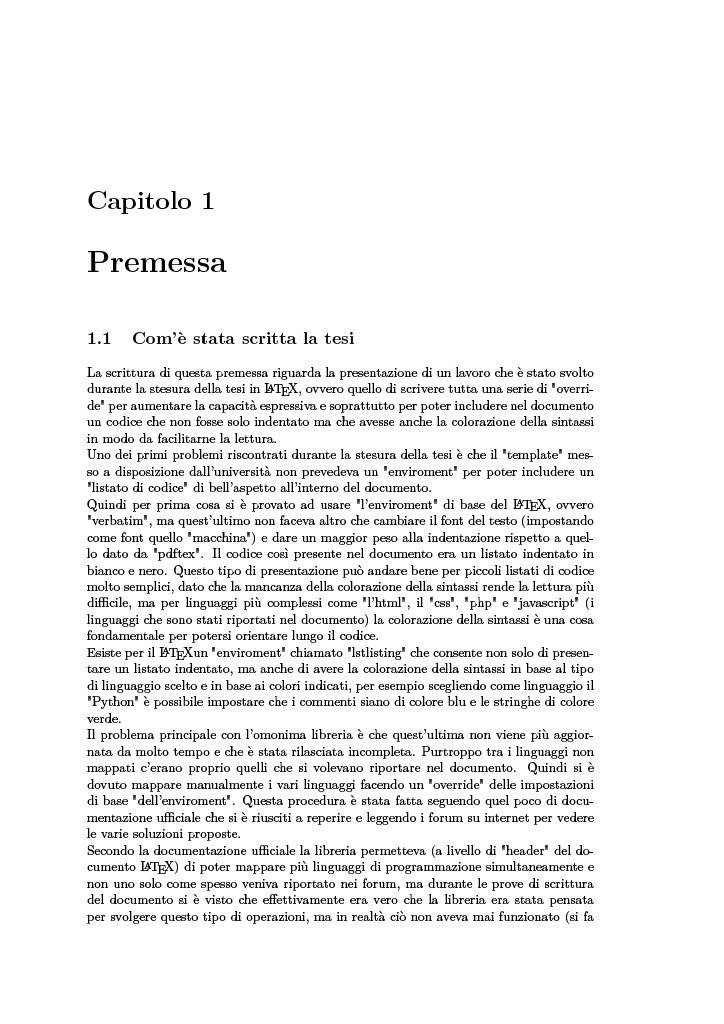 Capitolo 1
Premessa
1.1 Com'è stata scritta la tesi
La scrittura di questa premessa riguarda la presentazione di un lavoro che è stato svolto
durante la stesura della tesi in LATEX, ovvero quello di scrivere tutta una serie di "overri-
de" per aumentare la capacità espressiva e soprattutto per poter includere nel documento
un codice che non fosse solo indentato ma che avesse anche la colorazione della sintassi
in modo da facilitarne la lettura.
Uno dei primi problemi riscontrati durante la stesura della tesi è che il "template" mes-
so a disposizione dall'università non prevedeva un "enviroment" per poter includere un
"listato di codice" di bell'aspetto all'interno del documento.
Quindi per prima cosa si è provato ad usare "l'enviroment" di base del LATEX, ovvero
"verbatim", ma quest'ultimo non faceva altro che cambiare il font del testo (impostando
come font quello "macchina") e dare un maggior peso alla indentazione rispetto a quel-
lo dato da "pdftex". Il codice così presente nel documento era un listato indentato in
bianco e nero. Questo tipo di presentazione può andare bene per piccoli listati di codice
molto semplici, dato che la mancanza della colorazione della sintassi rende la lettura più
difficile, ma per linguaggi più complessi come "l'html", il "css", "php" e "javascript" (i
linguaggi che sono stati riportati nel documento) la colorazione della sintassi è una cosa
fondamentale per potersi orientare lungo il codice.
Esiste per il LATEXun "enviroment" chiamato "lstlisting" che consente non solo di presen-
tare un listato indentato, ma anche di avere la colorazione della sintassi in base al tipo
di linguaggio scelto e in base ai colori indicati, per esempio scegliendo come linguaggio il
"Python" è possibile impostare che i commenti siano di colore blu e le stringhe di colore
verde.
Il problema principale con l'omonima libreria è che quest'ultima non viene più aggior-
nata da molto tempo e che è stata rilasciata incompleta. Purtroppo tra i linguaggi non
mappati c'erano proprio quelli che si volevano riportare nel documento. Quindi si è
dovuto mappare manualmente i vari linguaggi facendo un "override" delle impostazioni
di base "dell'enviroment". Questa procedura è stata fatta seguendo quel poco di docu-
mentazione ufficiale che si è riusciti a reperire e leggendo i forum su internet per vedere
le varie soluzioni proposte.
Secondo la documentazione ufficiale la libreria permetteva (a livello di "header" del do-
cumento LATEX) di poter mappare più linguaggi di programmazione simultaneamente e
non uno solo come spesso veniva riportato nei forum, ma durante le prove di scrittura
del documento si è visto che effettivamente era vero che la libreria era stata pensata
per svolgere questo tipo di operazioni, ma in realtà ciò non aveva mai funzionato (si fa